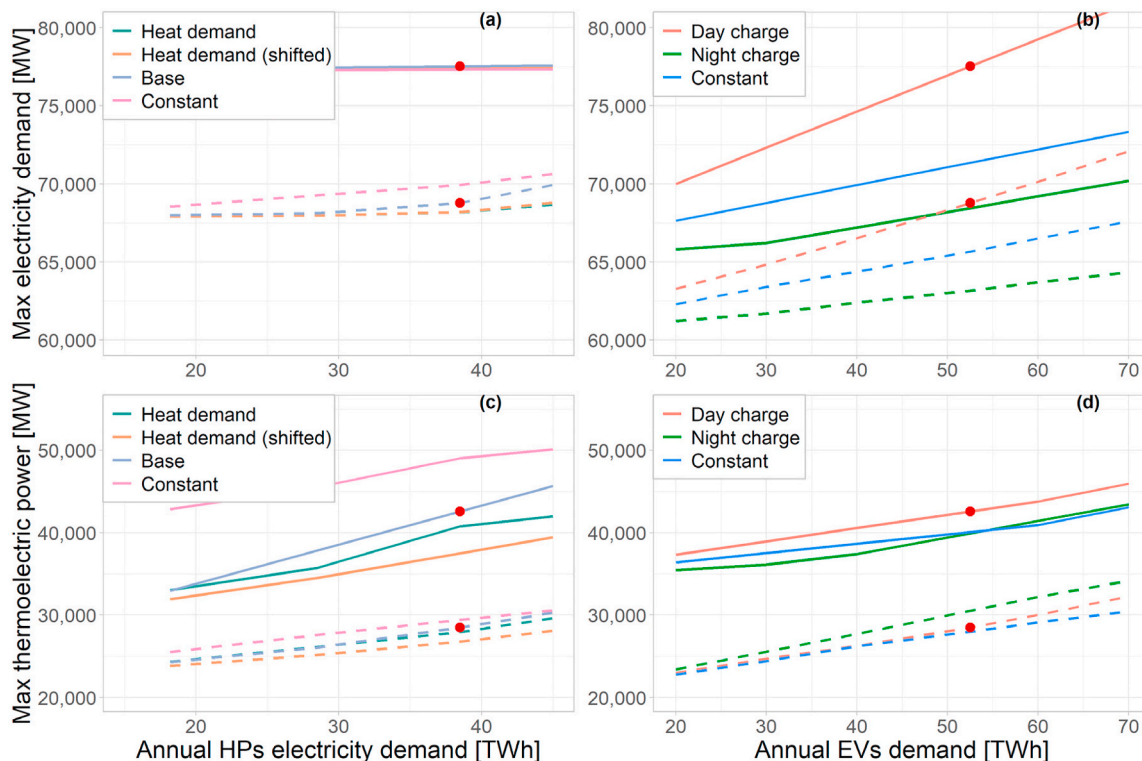 Max electricity demand [MW]
80,000
75,000
70,000
65,000
60,000
Heat demand
Heat demand (shifted)
Base
Constant
(a)
20
30
40
80,000
75,000
70,000
65,000
60,000
Day charge
Night charge
Constant
(b)
20
30
40
50
60
70
Max thermoelectric power [MW]
50,000
40,000
30,000
20,000
Heat demand
Heat demand (shifted)
Base
Constant
(c)
20
30
40
Annual HPs electricity demand [TWh]
50,000
40,000
30,000
20,000
Day charge
Night charge
Constant
(d)
20
30
40
50
60
70
Annual EVs demand [TWh]